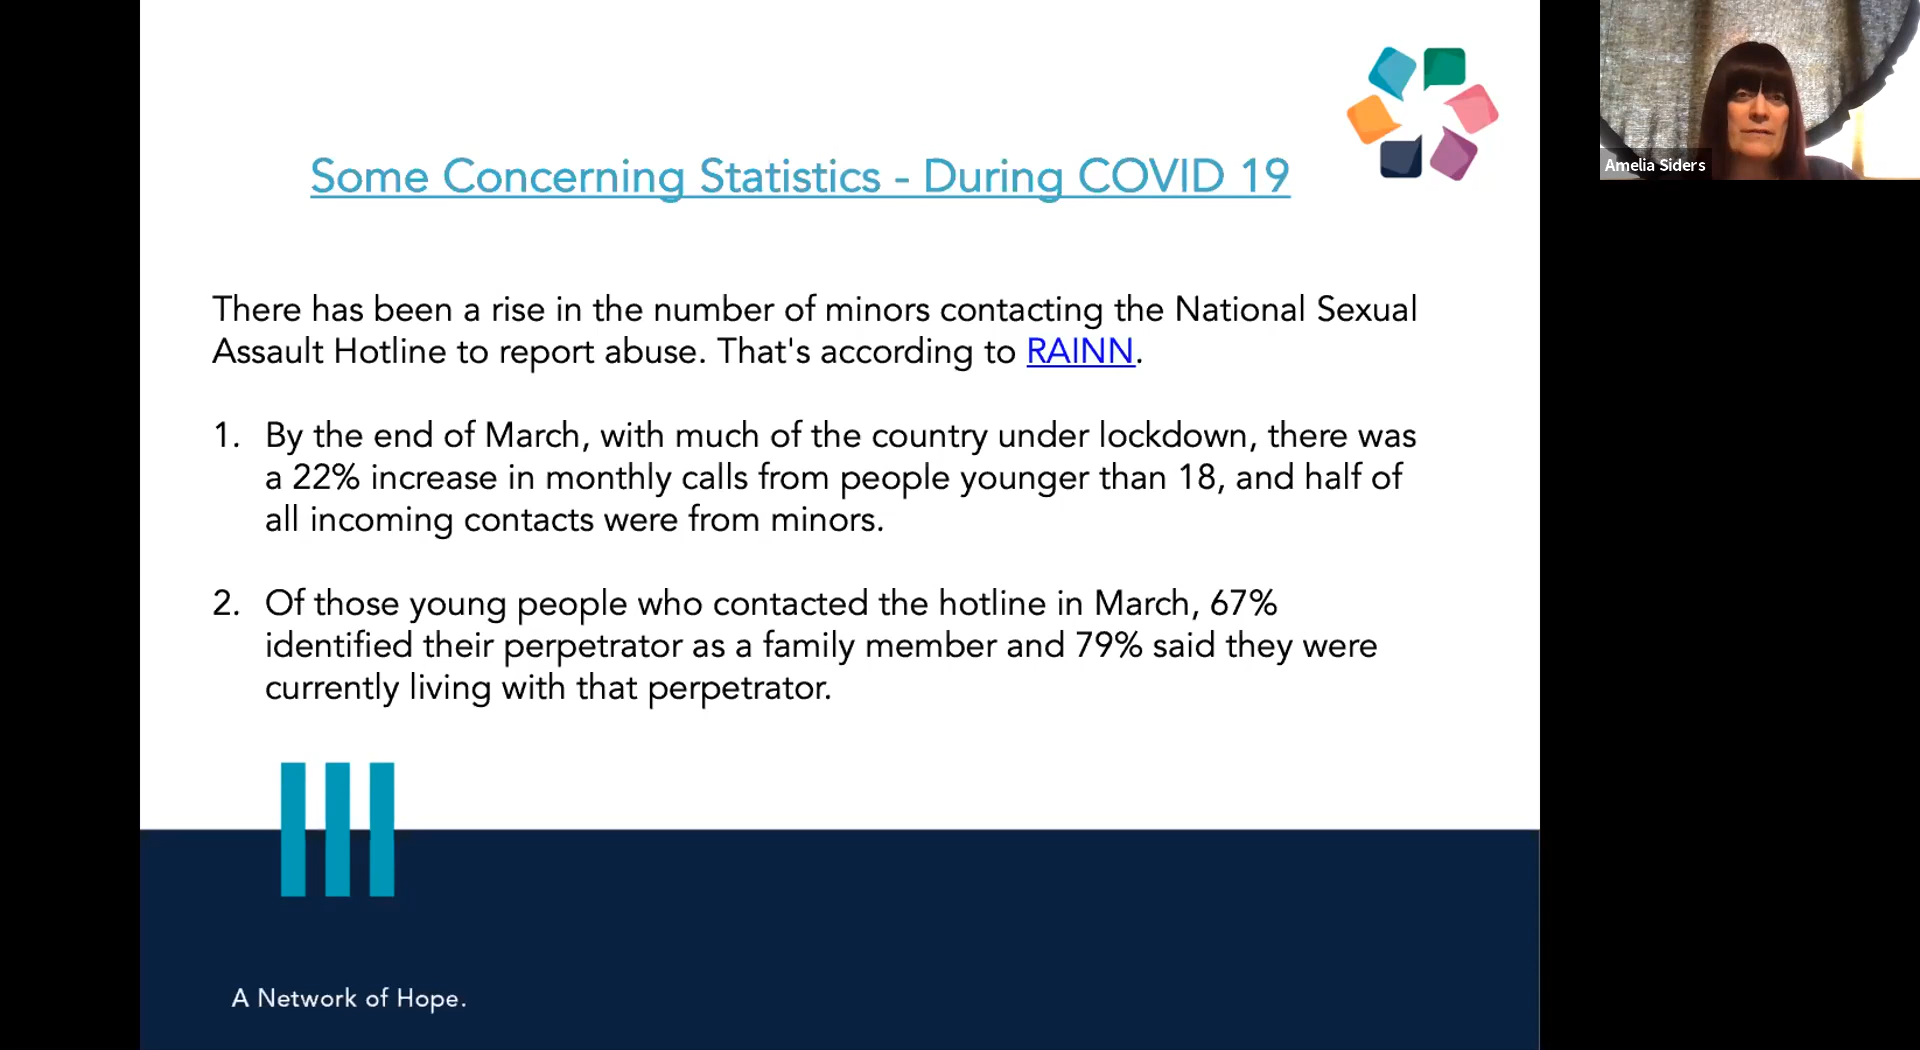 Some Concerning Statistics - During COVID 19
Amelia Siders
There has been a rise in the number of minors contacting the National Sexual
Assault Hotline to report abuse. That's according to RAINN.
1. By the end of March, with much of the country under lockdown, there was
a 22% increase in monthly calls from people younger than 18, and half of
all incoming contacts were from minors.
2. Of those young people who contacted the hotline in March, 67%
identified their perpetrator as a family member and 79% said they were
currently living with that perpetrator.
A Network of Hope.